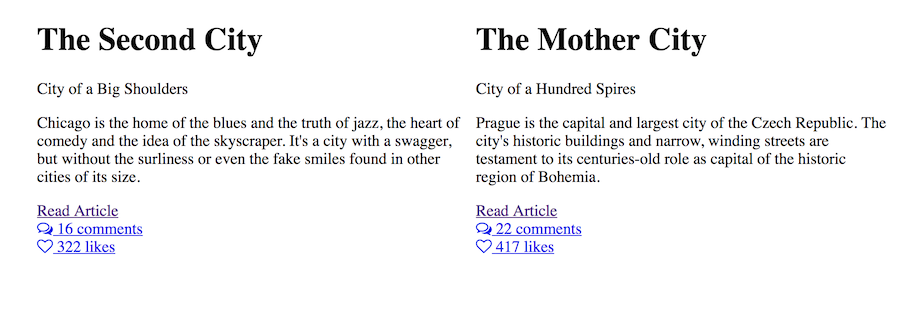 The Second City
City of a Big Shoulders
Chicago is the home of the blues and the truth of jazz, the heart of
comedy and the idea of the skyscraper. It's a city with a swagger,
but without the surliness or even the fake smiles found in other
cities of its size.
Read Article
16 comments
322 likes
The Mother City
City of a Hundred Spires
Prague is the capital and largest city of the Czech Republic. The
city's historic buildings and narrow, winding streets are
testament to its centuries-old role as capital of the historic
region of Bohemia.
Read Article
22 comments
417 likes